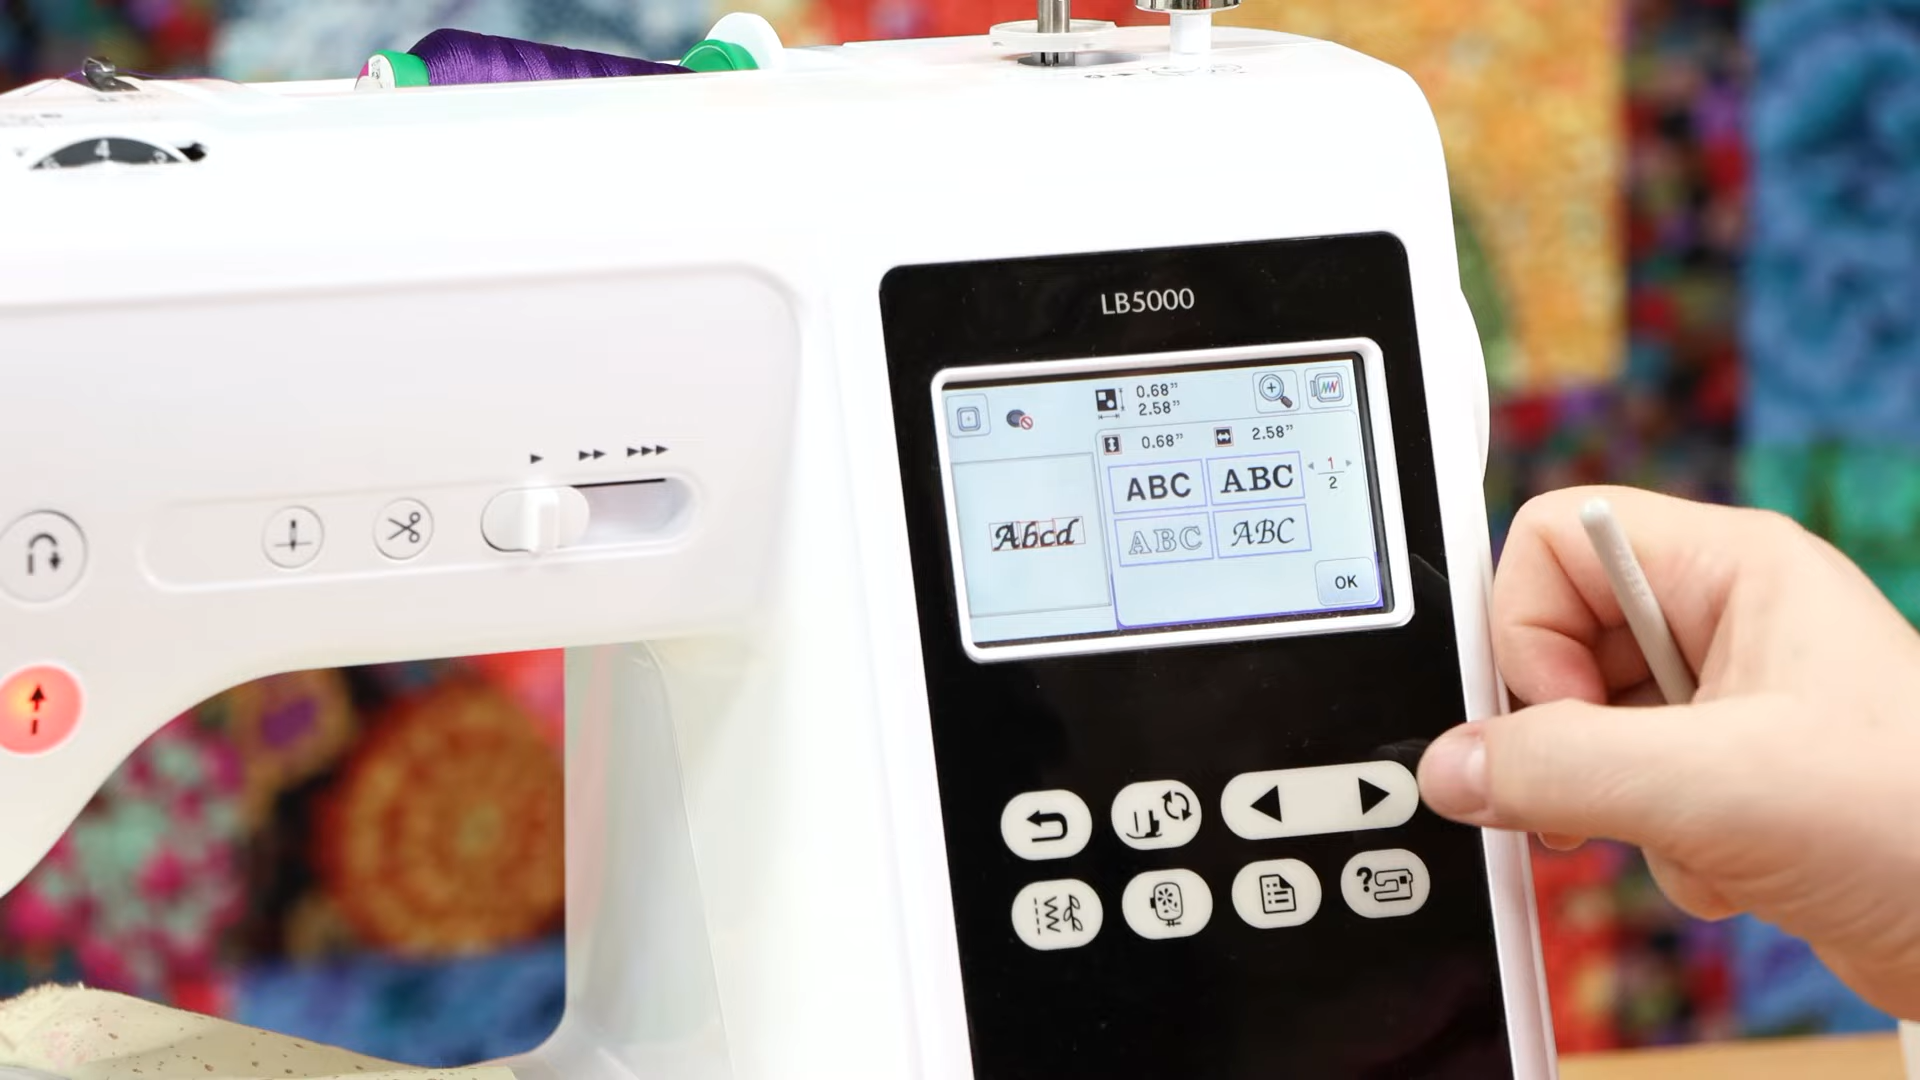 4
LB5000
0.68”
2.58”
0.68” 2.58”
ABC ABC
1
2
Abcd
ABC ABC
OK
?